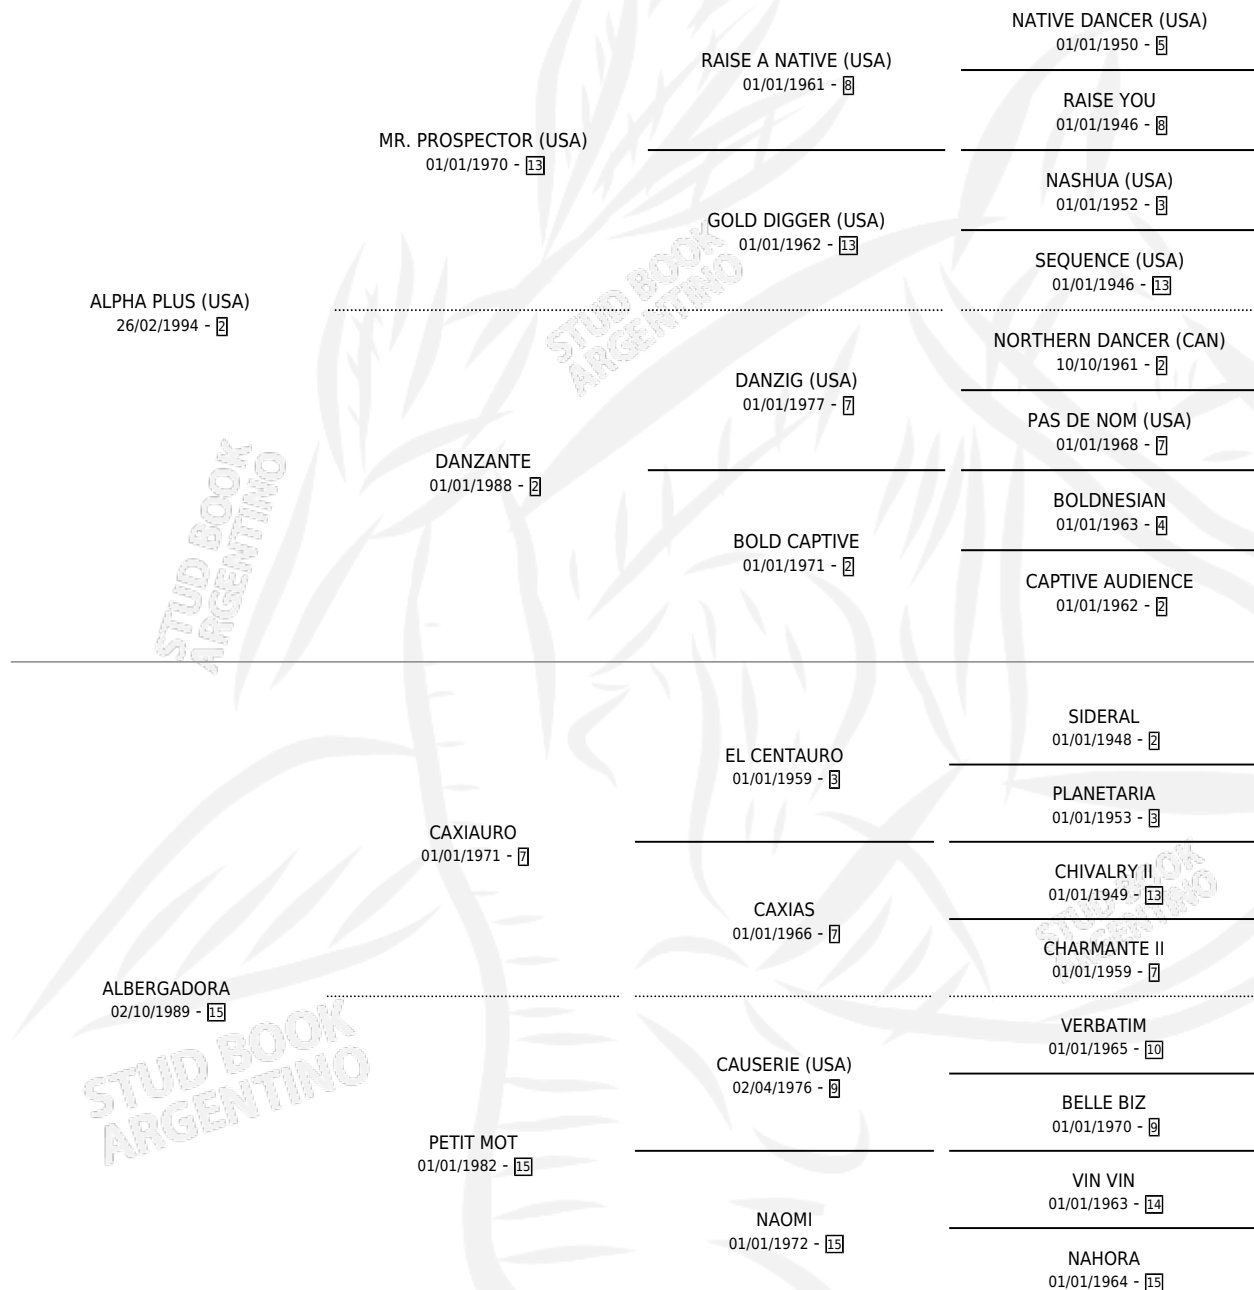 NATIVE DANCER (USA)
01/01/1950 - 5
RAISE A NATIVE (USA)
01/01/1961 - 8
RAISE YOU
01/01/1946 - 8
MR. PROSPECTOR (USA)
01/01/1970 - 13
NASHUA (USA)
01/01/1952 - 3
GOLD DIGGER (USA)
01/01/1962 - 13
SEQUENCE (USA)
01/01/1946 - 13
ALPHA PLUS (USA)
26/02/1994 - 2
NORTHERN DANCER (CAN)
10/10/1961 - 2
DANZIG (USA)
01/01/1977 - 7
PAS DE NOM (USA)
01/01/1968 - 7
DANZANTE
01/01/1988 - 2
BOLDNESIAN
01/01/1963 - 4
BOLD CAPTIVE
01/01/1971 - 2
CAPTIVE AUDIENCE
01/01/1962 - 2
SIDERAL
01/01/1948 - 2
EL CENTAURO
01/01/1959 - 3
PLANETARIA
01/01/1953 - 3
CAXIAURO
01/01/1971 - 7
CHIVALRY II
01/01/1949 - 13
CAXIAS
01/01/1966 - 7
CHARMANTE II
01/01/1959 - 7
ALBERGADORA
02/10/1989 - 15
VERBATIM
01/01/1965 - 10
CAUSERIE (USA)
02/04/1976 - 9
BELLE BIZ
01/01/1970 - 9
PETIT MOT
01/01/1982 - 15
VIN VIN
01/01/1963 - 14
NAOMI
01/01/1972 - 15
NAHORA
01/01/1964 - 15
STUD BOOK
ARGENTINO
STUD BOOK
ARGENTINO
STUD BOOK
ARGENTINO
STUD BOOK
ARGENTINO